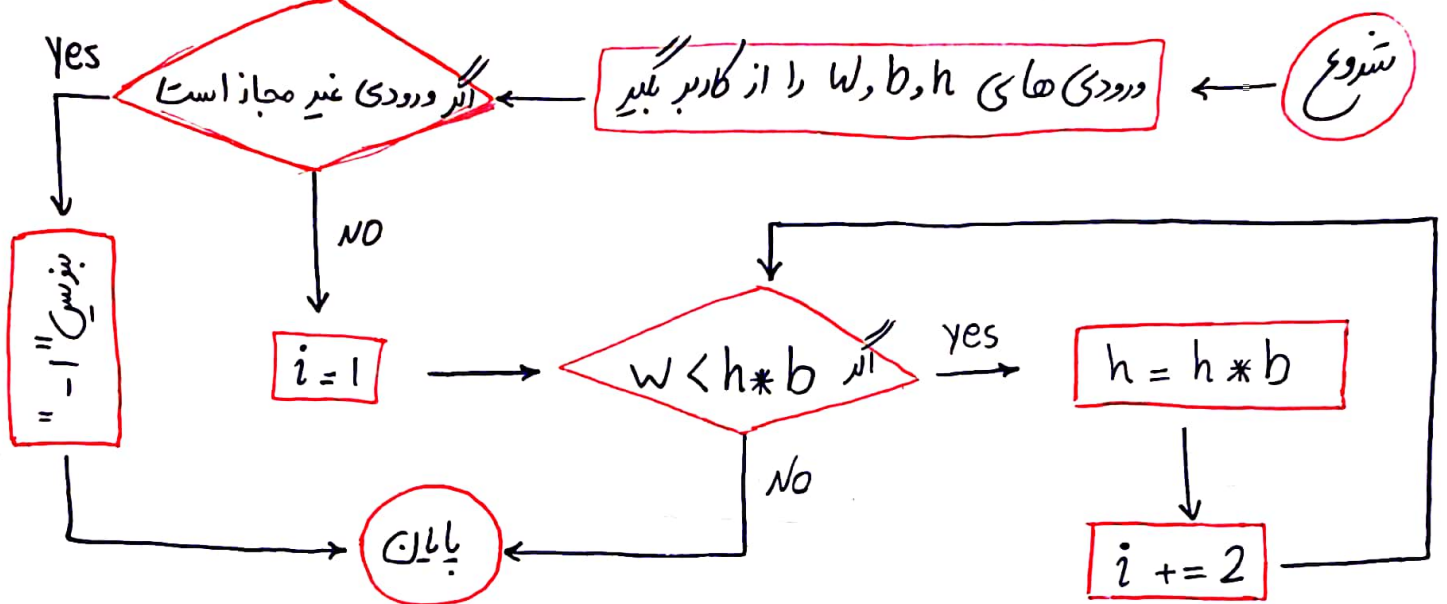 شروع
ورودی های w, b, h را از کاربر بگیر
اگر ورودی غیر مجاز است
yes
بنویس "-1"
NO
i = 1
اگر w < h * b
yes
h = h * b
i += 2
NO
پایان